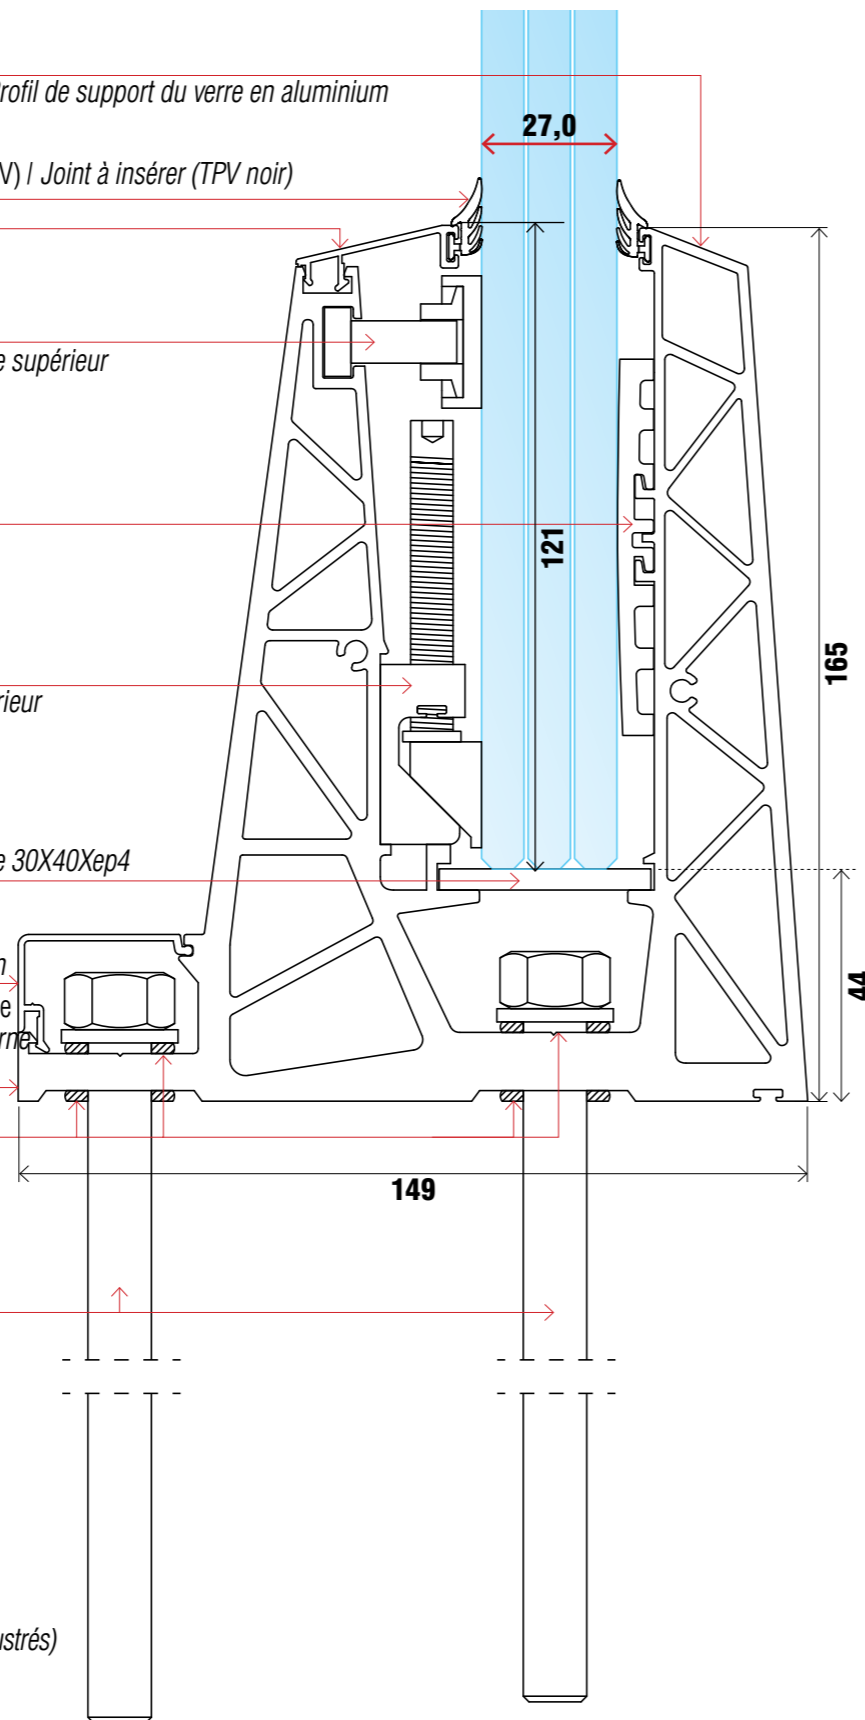 rofil de support du verre en aluminium
27,0
V) / Joint à insérer (TPV noir)
e supérieur
121
165
rieur
e 30X40Xep4
n
e
erne
44
149
ustrés)